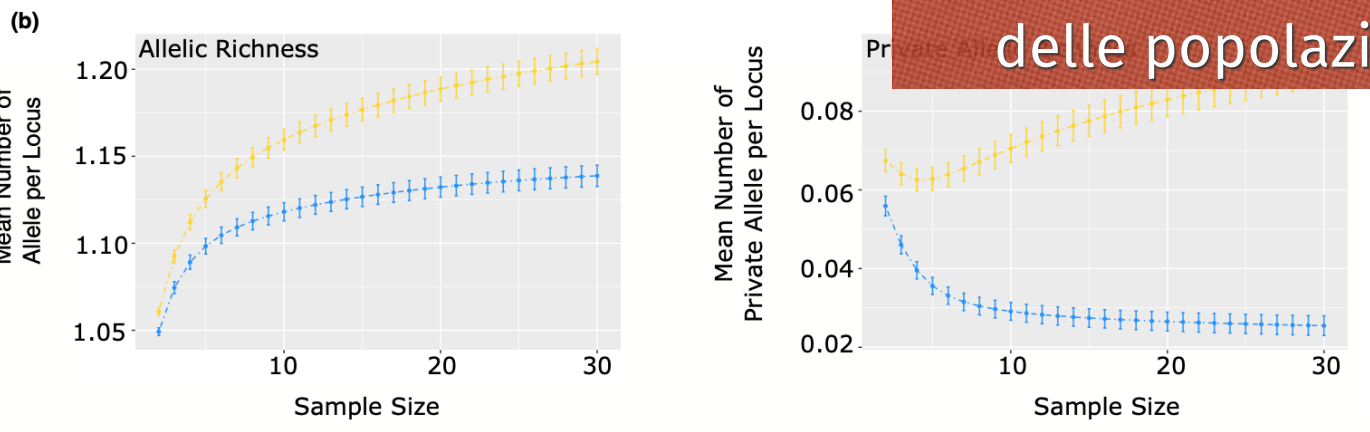 (b)
Allelic Richness
Mean Number of
Allele per Locus
1.20
1.15
1.10
1.05
10 20 30
Sample Size
delle popolazi
Mean Number of
Private Allele per Locus
0.08
0.06
0.04
0.02
10 20 30
Sample Size